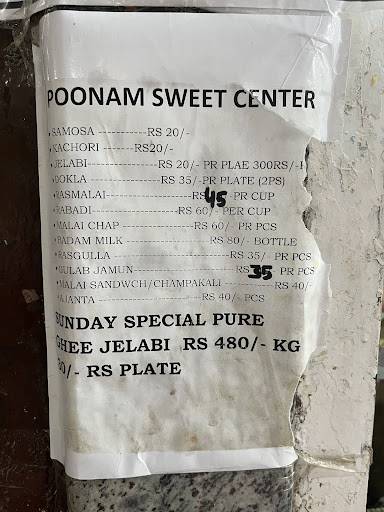 POONAM SWEET CENTER
•SAMOSA ----------- RS 20/-
•KACHORI ------- RS20/-
•JELABI---------------- RS 20/- PR PLAE 300RS/-
•DOKLA ---------------- RS 35/-PR PLATE (2PS)
•RASMALAI---------------------RS 45 -PR CUP
•RABADI ------------------RS 60/- PER CUP
•MALAI CHAP ----------------RS 60/- PR PCS
•BADAM MILK ----------------- RS 80/- BOTTLE
•RASGULLA --------------------RS 35/- PR PCS
•GULAB JAMUN ------------------RS 35 PR PCS
•MALAI SANDWCH/CHAMPAKALI --------- RS 40/-
•AJANTA ------------------RS 40/- PCS
SUNDAY SPECIAL PURE
GHEE JELABI RS 480/- KG
/- RS PLATE